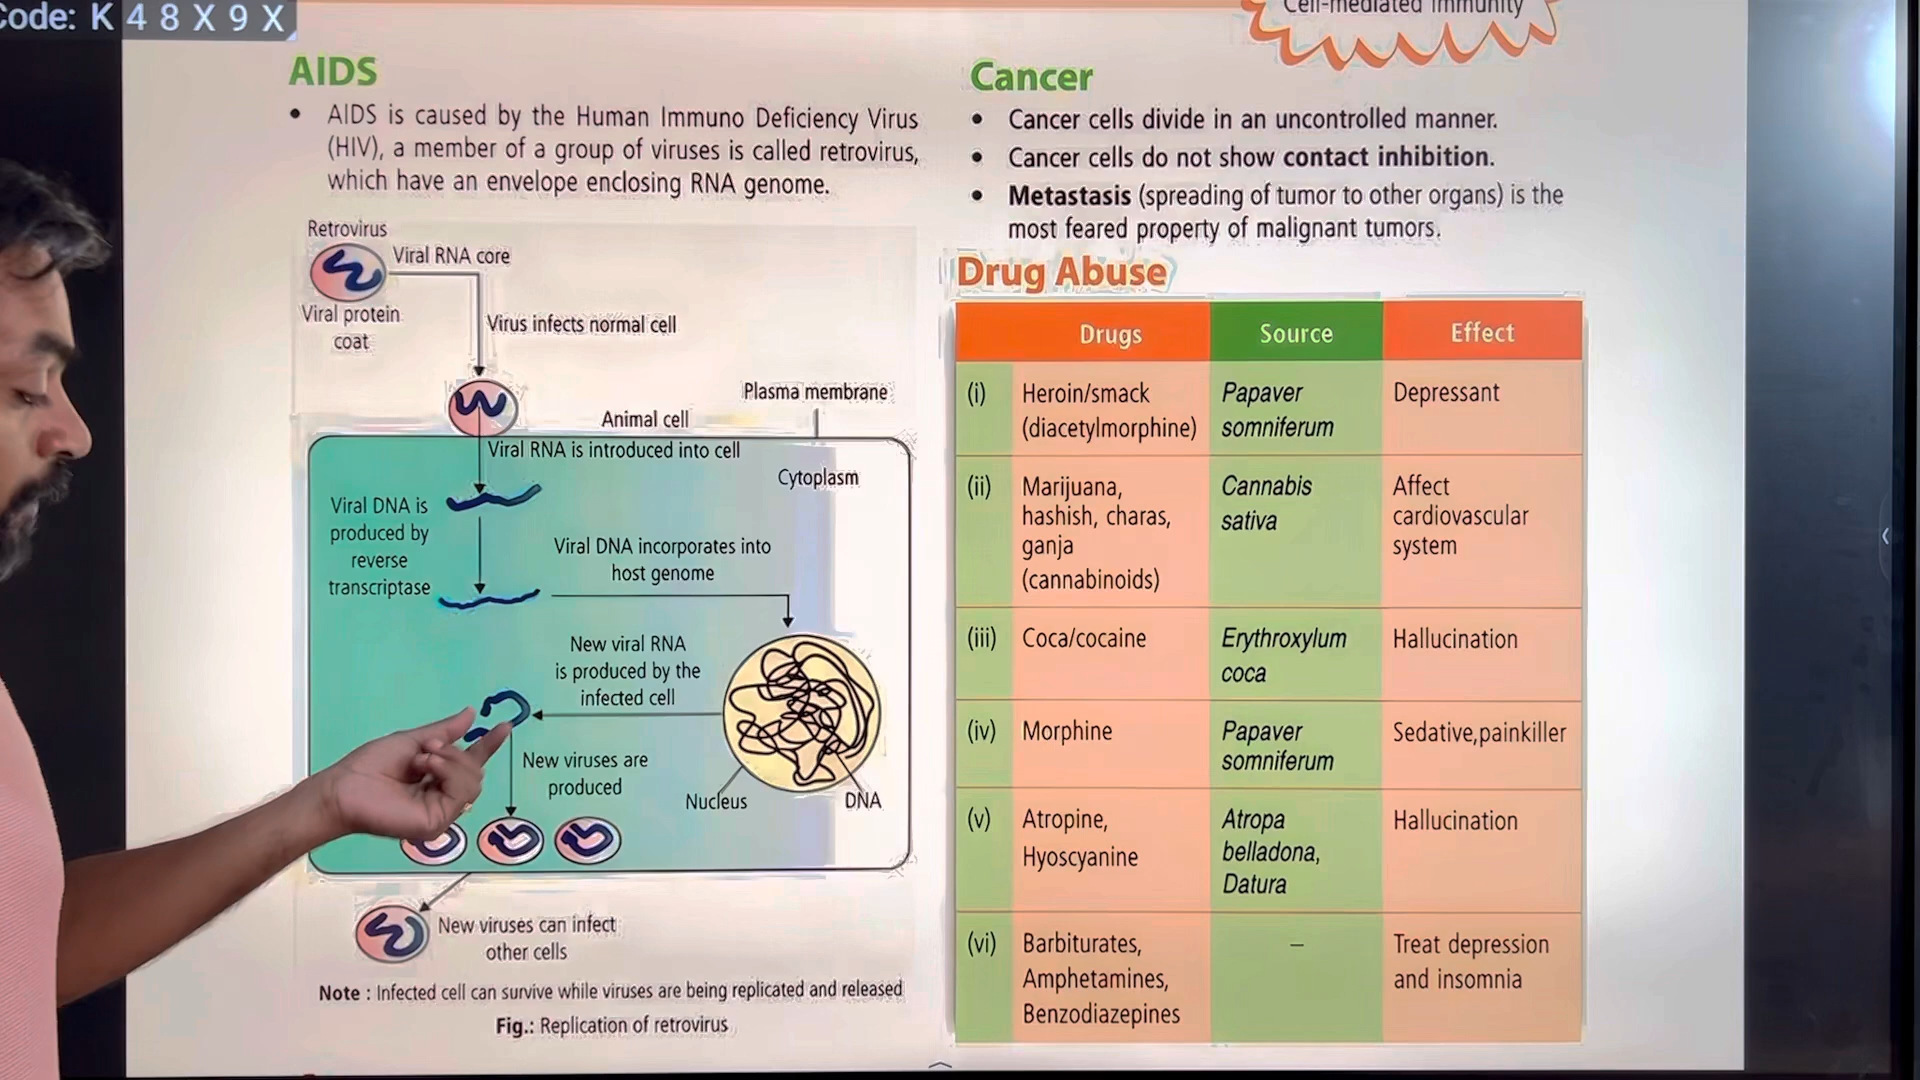 Code: K 4 8 X 9 X
Cell-mediated immunity
AIDS
• AIDS is caused by the Human Immuno Deficiency Virus
(HIV), a member of a group of viruses is called retrovirus,
which have an envelope enclosing RNA genome.
Retrovirus
Viral RNA core
Viral protein
coat
Virus infects normal cell
Plasma membrane
Animal cell
Viral RNA is introduced into cell
Cytoplasm
Viral DNA is
produced by
reverse
transcriptase
Viral DNA incorporates into
host genome
New viral RNA
is produced by the
infected cell
New viruses are
produced
Nucleus
DNA
New viruses can infect
other cells
Note : Infected cell can survive while viruses are being replicated and released
Fig.: Replication of retrovirus
Cancer
• Cancer cells divide in an uncontrolled manner.
• Cancer cells do not show contact inhibition.
• Metastasis (spreading of tumor to other organs) is the
most feared property of malignant tumors.
Drug Abuse
Drugs Source Effect
(i) Heroin/smack Papaver Depressant
(diacetylmorphine) somniferum
(ii) Marijuana, Cannabis Affect
hashish, charas, sativa cardiovascular
ganja system
(cannabinoids)
(iii) Coca/cocaine Erythroxylum Hallucination
coca
(iv) Morphine Papaver Sedative,painkiller
somniferum
(v) Atropine, Atropa Hallucination
Hyoscyanine belladona,
Datura
(vi) Barbiturates, – Treat depression
Amphetamines, and insomnia
Benzodiazepines